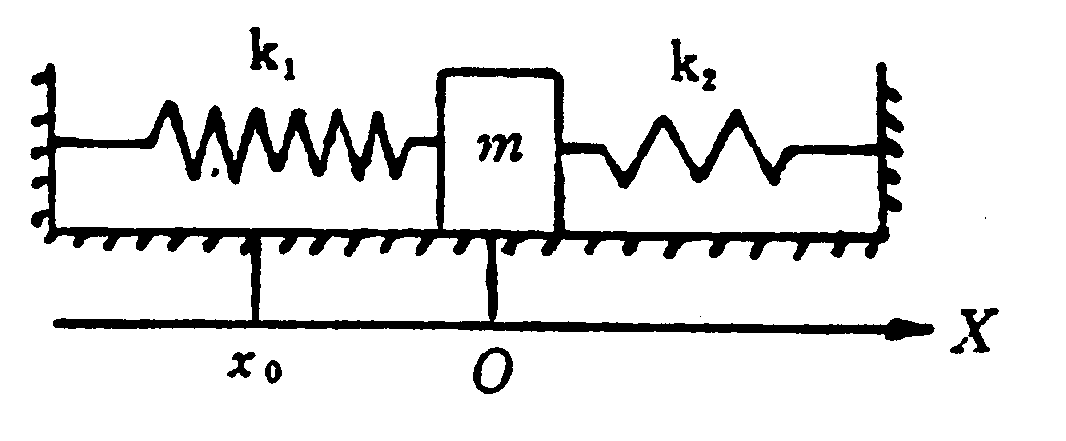 k₁
k₂
m
X
x₀
O